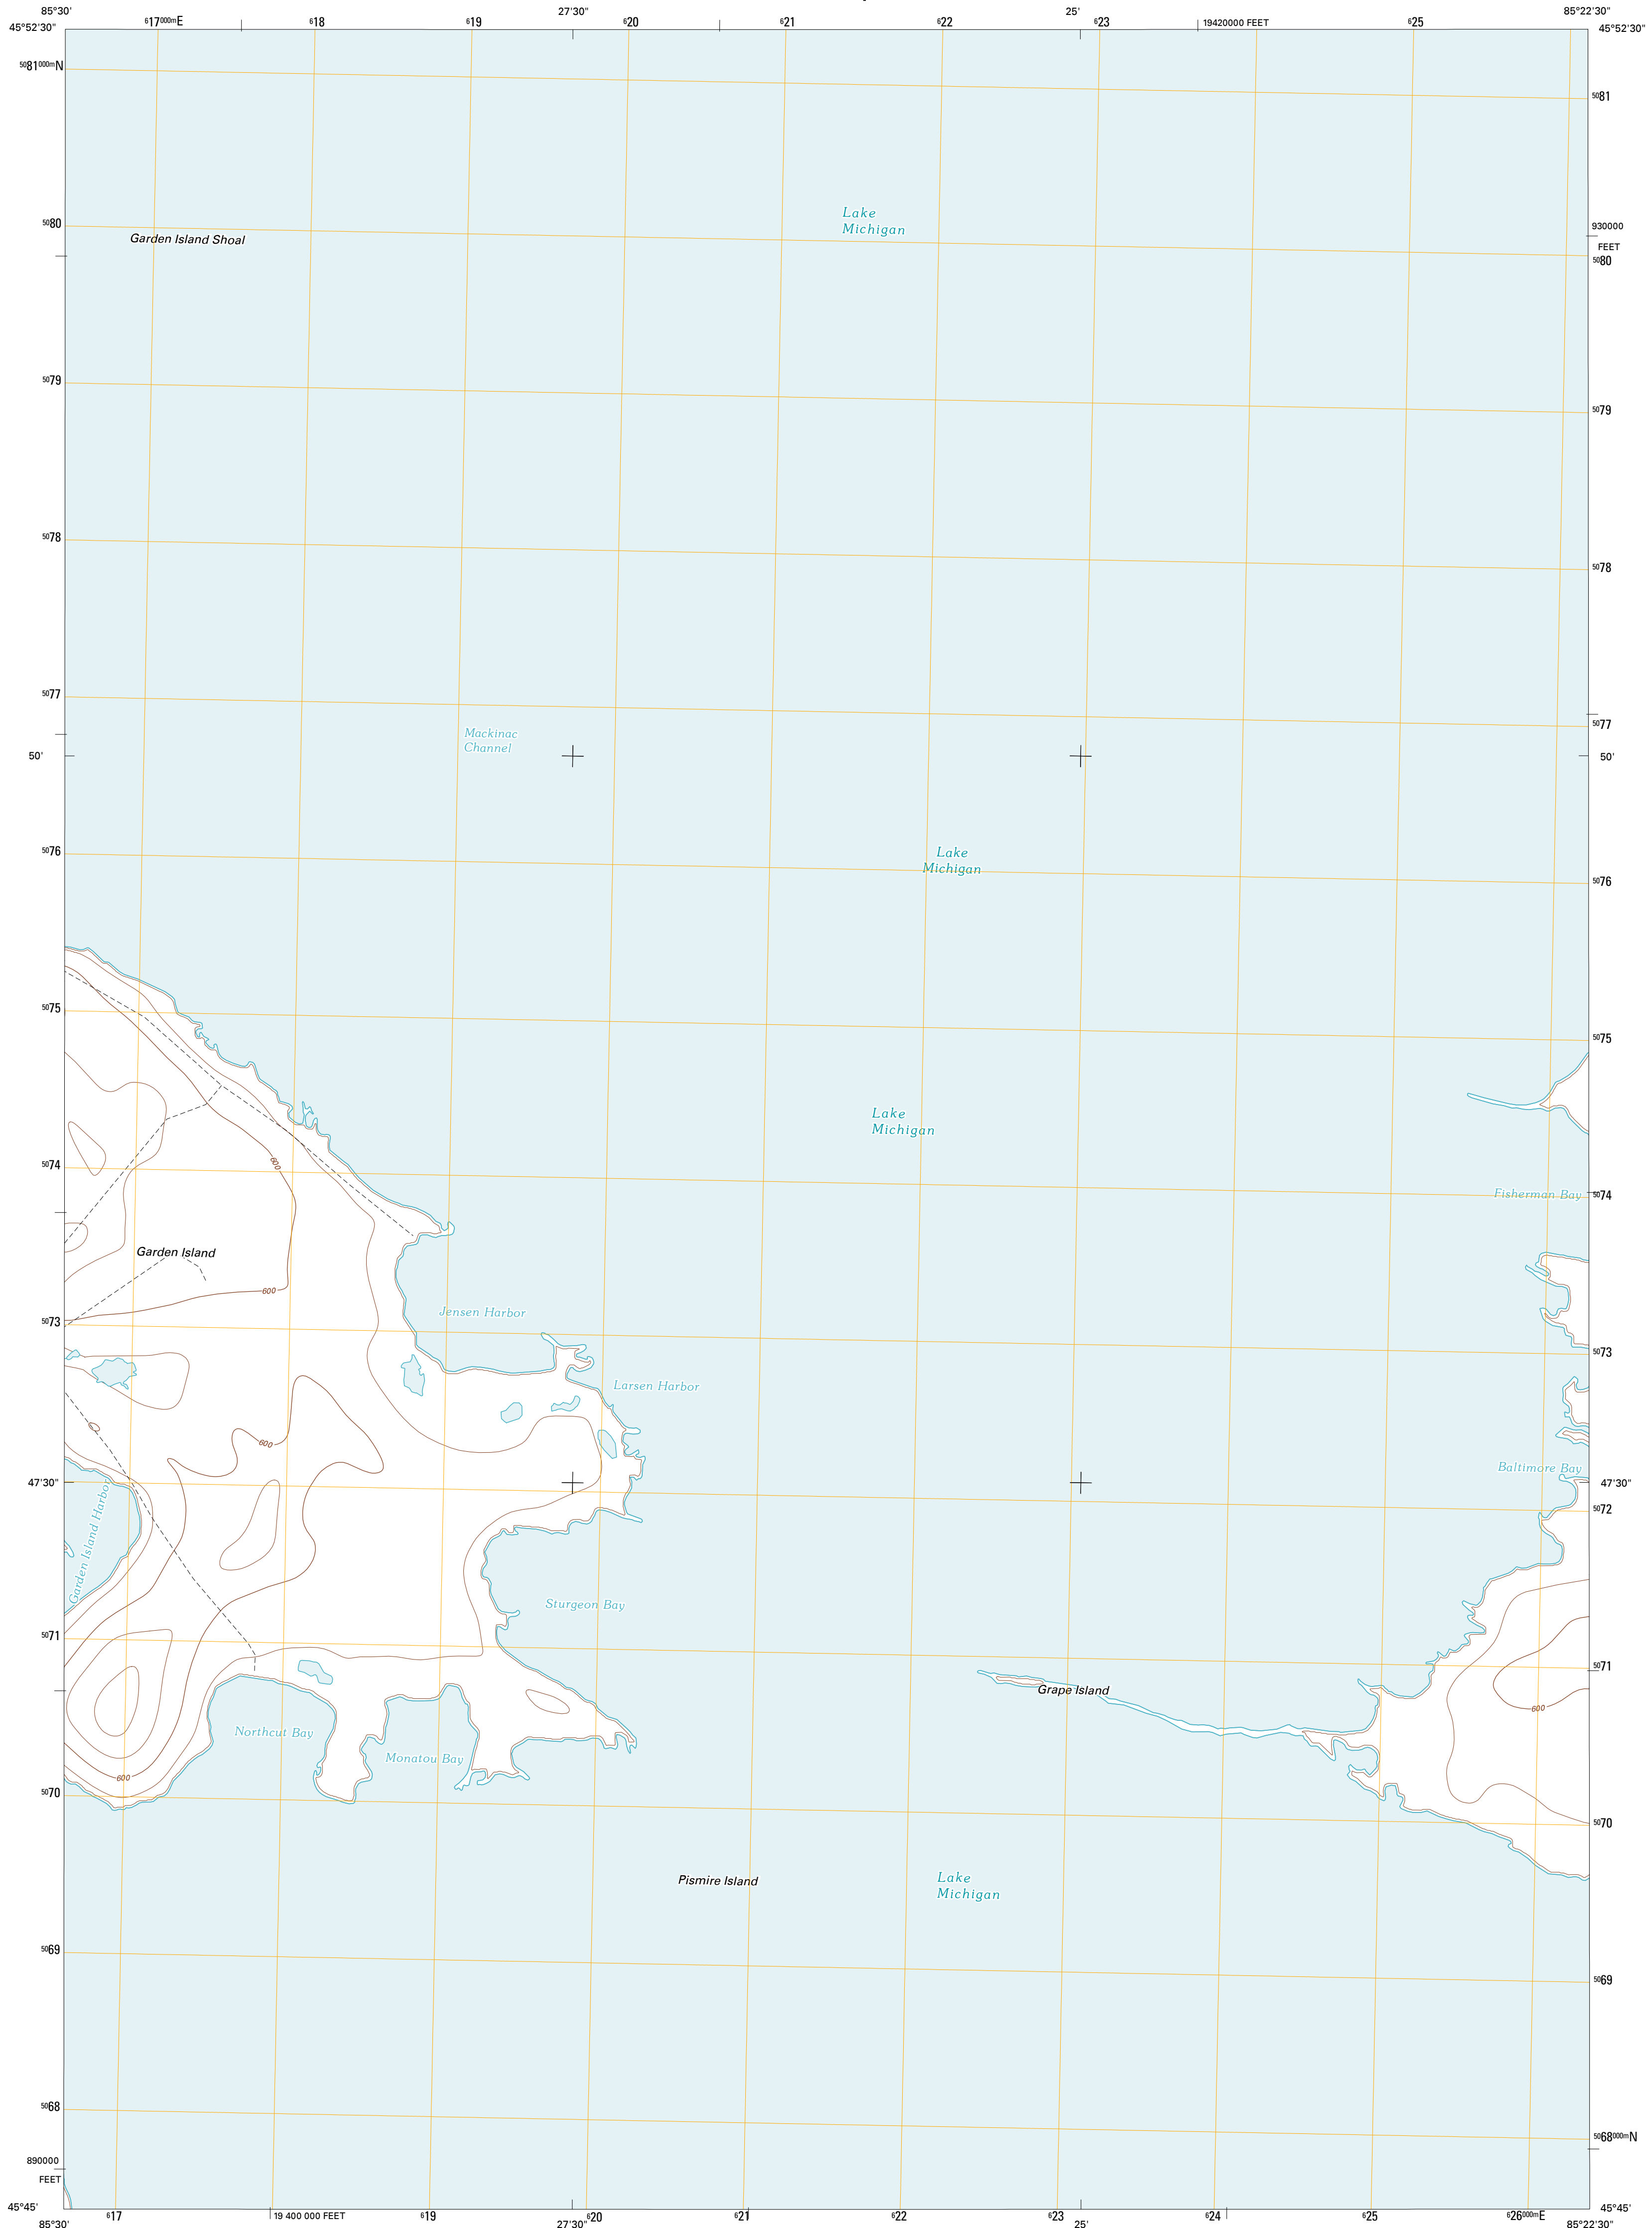 85°30'
⁶17⁰⁰⁰ᵐE
⁶18
⁶19
27'30"
⁶20
⁶21
⁶22
25'
⁶23
19420000 FEET
⁶25
85°22'30"
45°52'30"
45°52'30"
⁵⁰81⁰⁰⁰ᵐN
⁵⁰81
Lake
Michigan
⁵⁰80
930000
FEET
Garden Island Shoal
⁵⁰80
⁵⁰79
⁵⁰79
⁵⁰78
⁵⁰78
⁵⁰77
⁵⁰77
Mackinac
Channel
50'
50'
⁵⁰76
Lake
Michigan
⁵⁰76
⁵⁰75
⁵⁰75
Lake
Michigan
600
⁵⁰74
Fisherman Bay
⁵⁰74
Garden Island
600
Jensen Harbor
⁵⁰73
⁵⁰73
Larsen Harbor
600
Baltimore Bay
47'30"
47'30"
⁵⁰72
Garden Island Harbor
Sturgeon Bay
⁵⁰71
⁵⁰71
Grape Island
600
Northcut Bay
Monatou Bay
600
⁵⁰70
⁵⁰70
Pismire Island
Lake
Michigan
⁵⁰69
⁵⁰69
⁵⁰68
⁵⁰68⁰⁰⁰ᵐN
890000
FEET
45°45'
45°45'
85°30'
⁶17
19 400 000 FEET
⁶19
27'30"
⁶20
⁶21
⁶22
⁶23
25'
⁶24
⁶25
⁶26⁰⁰⁰ᵐE
85°22'30"